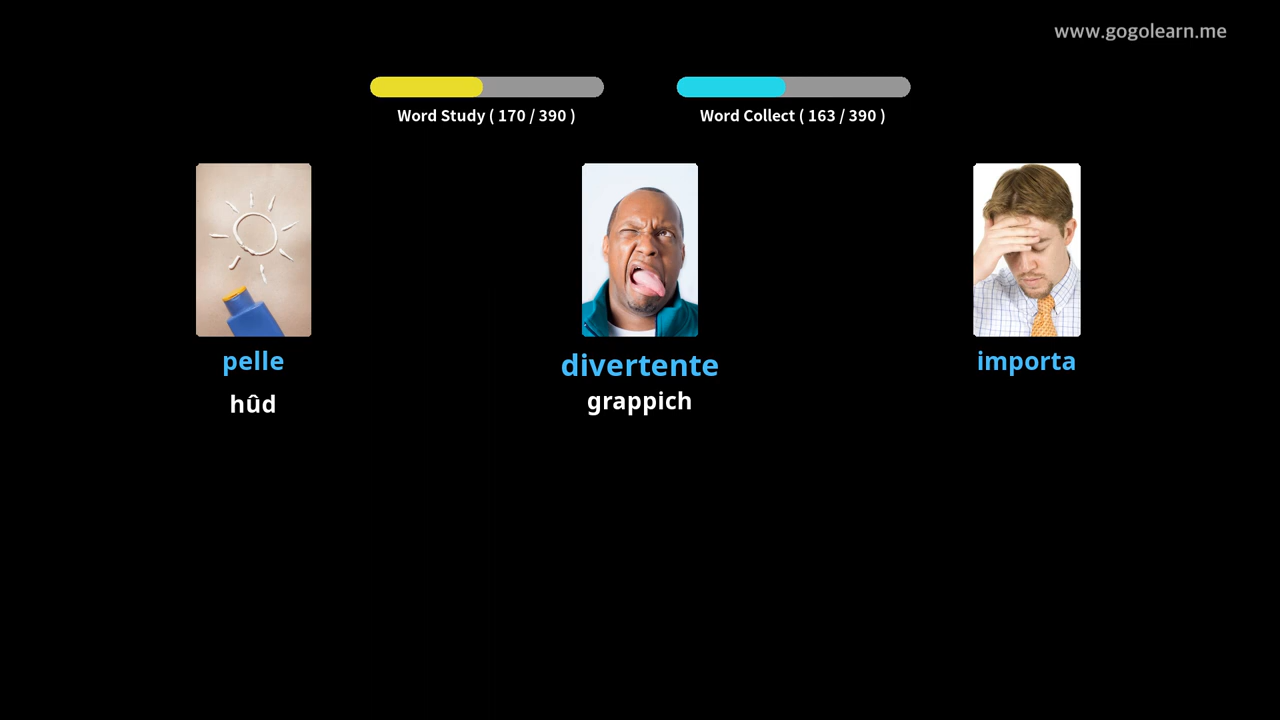 www.gogolearn.me
Word Study ( 170 / 390 )
Word Collect ( 163 / 390 )
pelle
hûd
divertente
grappich
importa